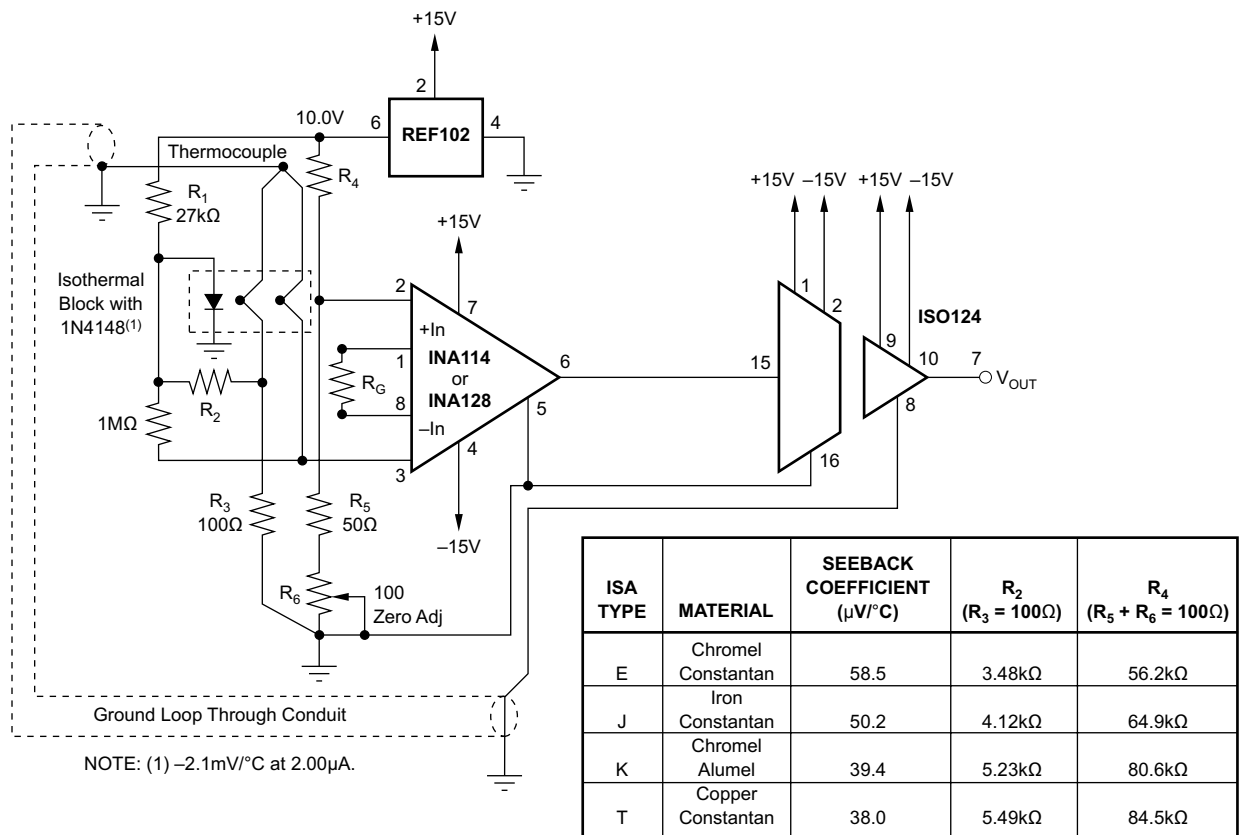 +15V
2
10.0V
6
REF102
4
Thermocouple
R4
R1
27kΩ
+15V
+15V –15V +15V –15V
Isothermal
Block with
1N4148(1)
2
7
1
2
ISO124
+In
1
INA114
or
INA128
RG
8
–In
6
5
4
3
15
9
10
7
VOUT
8
16
R2
1MΩ
R3
100Ω
R5
50Ω
–15V
R6
100
Zero Adj
Ground Loop Through Conduit
NOTE: (1) –2.1mV/°C at 2.00µA.
ISA TYPE
MATERIAL
SEEBACK COEFFICIENT (µV/°C)
R2 (R3 = 100Ω)
R4 (R5 + R6 = 100Ω)
E Chromel Constantan 58.5 3.48kΩ 56.2kΩ
J Iron Constantan 50.2 4.12kΩ 64.9kΩ
K Chromel Alumel 39.4 5.23kΩ 80.6kΩ
T Copper Constantan 38.0 5.49kΩ 84.5kΩ